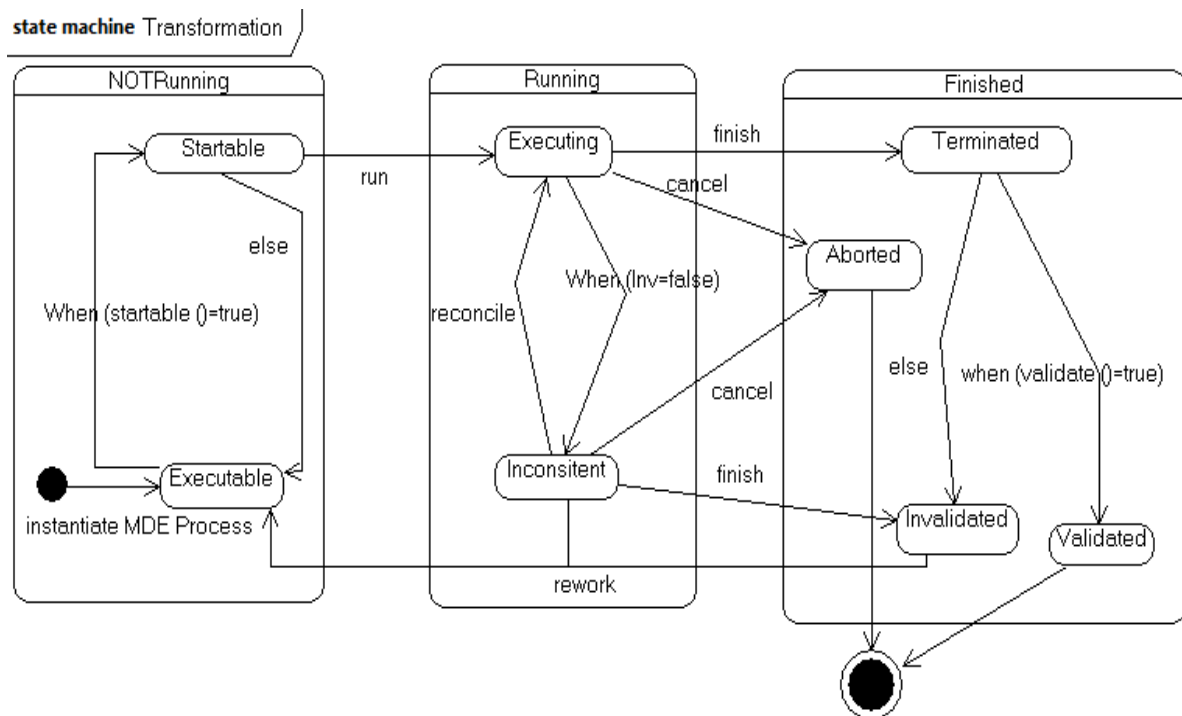 state machine Transformation
NOTRunning
Running
Finished
Startable
Executing
finish
Terminated
run
cancel
else
Aborted
When (Inv=false)
When (startable ()=true)
reconcile
else
when (validate ()=true)
cancel
Inconsitent
finish
Executable
Invalidated
instantiate MDE Process
Validated
rework